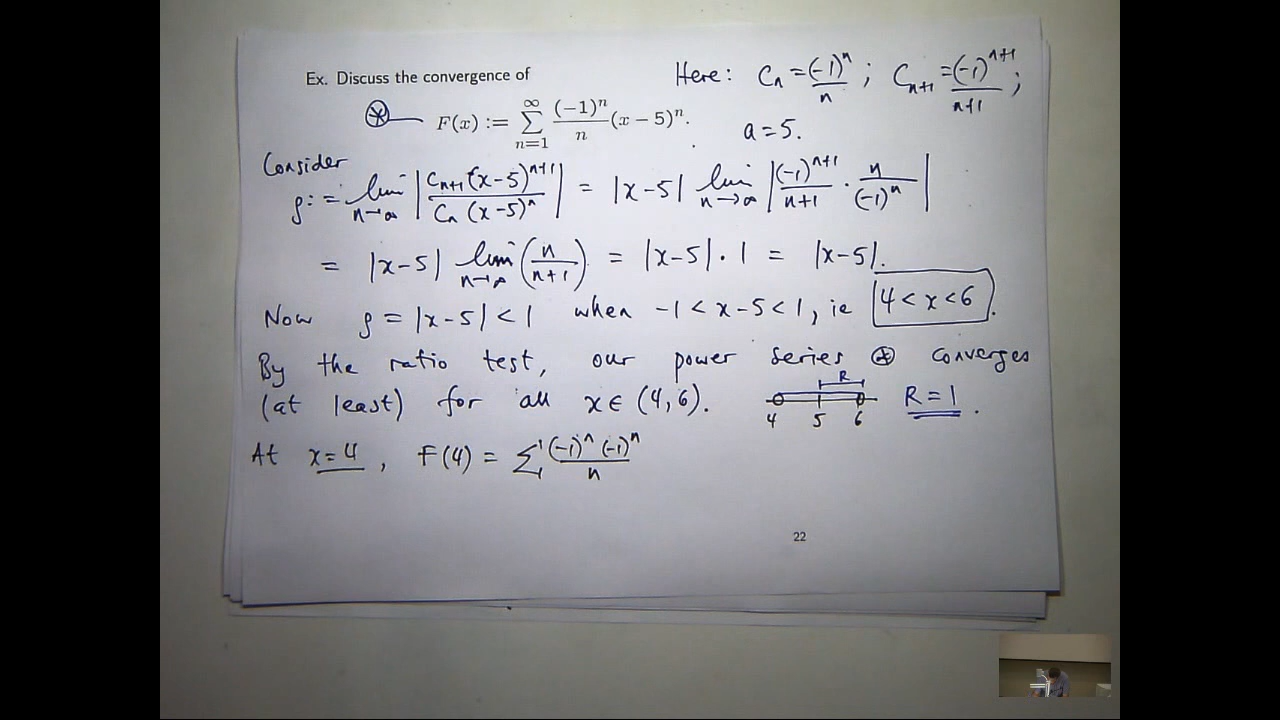 Ex. Discuss the convergence of
Here: Cₙ = (-1)ⁿ/n ; Cₙ₊₁ = (-1)ⁿ⁺¹/n+1 ;
⊛— F(x) := ∑_{n=1}^{∞} (−1)ⁿ/n (x − 5)ⁿ.
a = 5.
Consider
ρ := lim_{n→∞} |Cₙ₊₁ (x-5)ⁿ⁺¹ / Cₙ (x-5)ⁿ| = |x-5| lim_{n→∞} |(-1)ⁿ⁺¹/n+1 · n/(-1)ⁿ|
= |x-5| lim_{n→∞} (n/n+1) = |x-5| · 1 = |x-5|.
Now ρ = |x-5| < 1 when -1 < x-5 < 1, ie 4 < x < 6.
By the ratio test, our power series ⊛ converges
(at least) for all x ∈ (4,6).
R
4 5 6
R = 1.
At x = 4, F(4) = ∑ (-1)ⁿ (-1)ⁿ/n
22